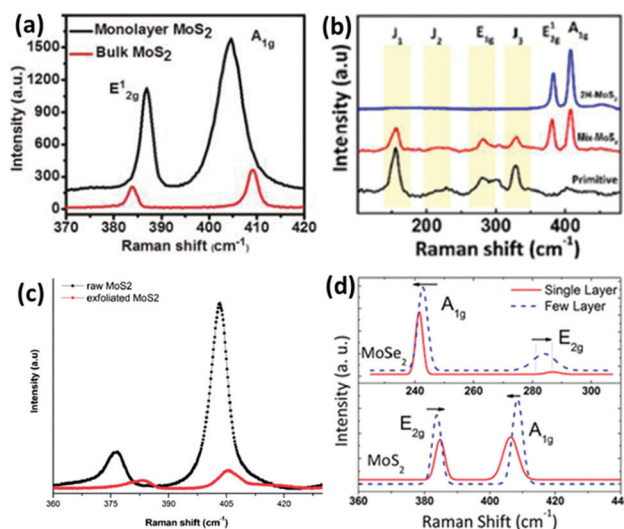 (a)
Monolayer MoS2
Bulk MoS2
A1g
E12g
1500
1200
900
600
300
0
370 380 390 400 410 420
Intensity (a.u.)
Raman shift (cm-1)
(b)
J1 J2 E1g J3 E12g A1g
2H-MoS2
Mix-MoS2
Primitive
200 300 400
Intensity (a.u)
Raman shift (cm-1)
(c)
raw MoS2
exfoliated MoS2
360 375 390 405 420
Intensity (a.u)
Raman shift (cm-1)
(d)
Single Layer
Few Layer
A1g
E2g
MoSe2
240 260 280 300
E2g
A1g
MoS2
360 380 400 420 44
Intensity (a. u.)
Raman shift (cm-1)